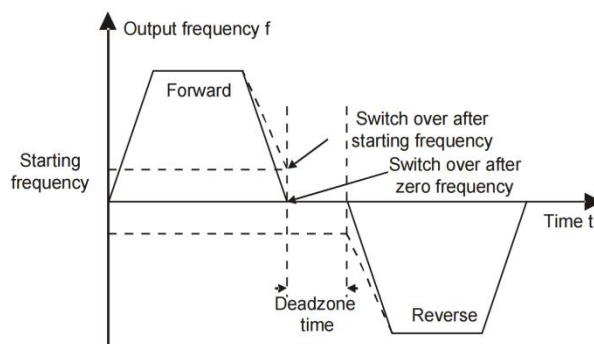 Output frequency f
Forward
Switch over after
starting frequency
Starting
frequency
Switch over after
zero frequency
Time t
Deadzone
time
Reverse